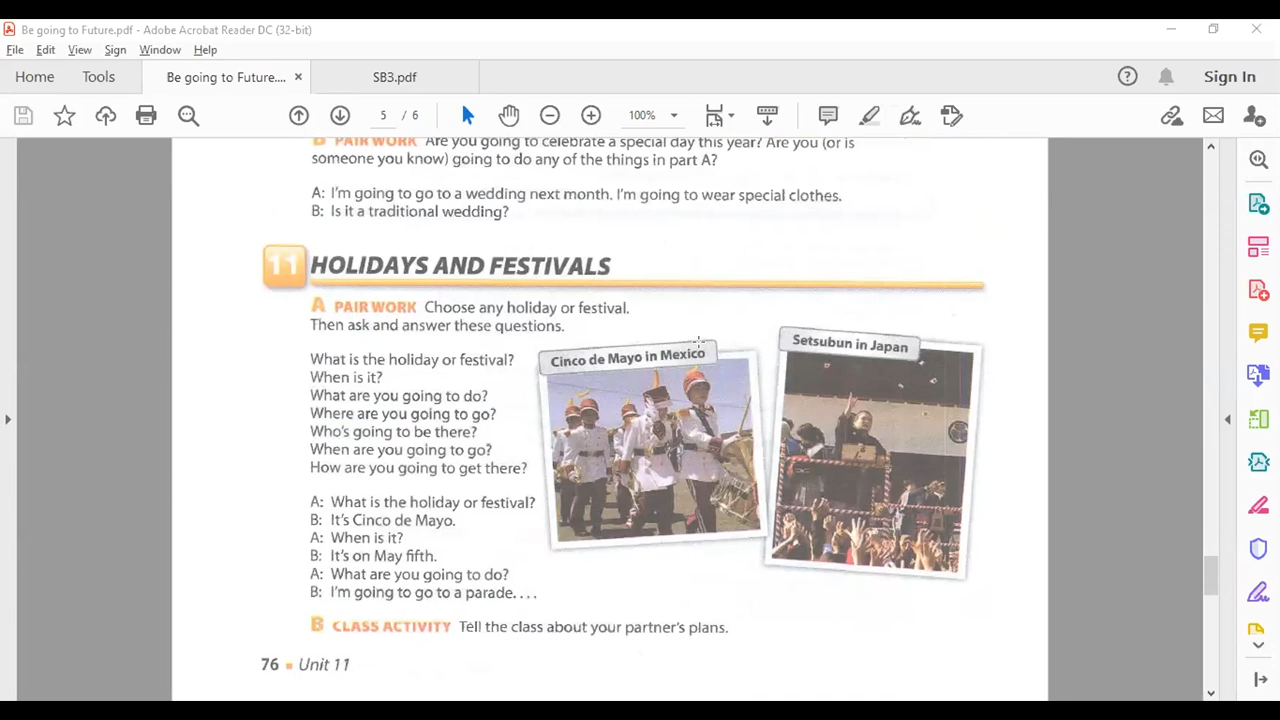 Be going to Future.pdf - Adobe Acrobat Reader DC (32-bit)
File Edit View Sign Window Help
Home Tools Be going to Future.... × SB3.pdf Sign In
5 / 6 100%
B PAIR WORK Are you going to celebrate a special day this year? Are you (or is
someone you know) going to do any of the things in part A?
A: I'm going to go to a wedding next month. I'm going to wear special clothes.
B: Is it a traditional wedding?
11 HOLIDAYS AND FESTIVALS
A PAIR WORK Choose any holiday or festival.
Then ask and answer these questions.
What is the holiday or festival?
When is it?
What are you going to do?
Where are you going to go?
Who's going to be there?
When are you going to go?
How are you going to get there?
Cinco de Mayo in Mexico
Setsubun in Japan
A: What is the holiday or festival?
B: It's Cinco de Mayo.
A: When is it?
B: It's on May fifth.
A: What are you going to do?
B: I'm going to go to a parade. . . .
B CLASS ACTIVITY Tell the class about your partner's plans.
76 ▪ Unit 11